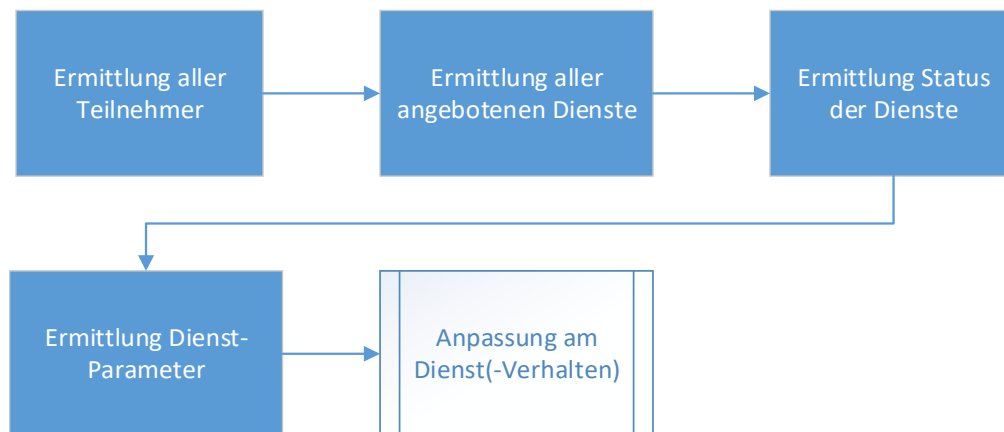 Ermittlung aller
Teilnehmer
Ermittlung aller
angebotenen Dienste
Ermittlung Status
der Dienste
Ermittlung Dienst-
Parameter
Anpassung am
Dienst(-Verhalten)